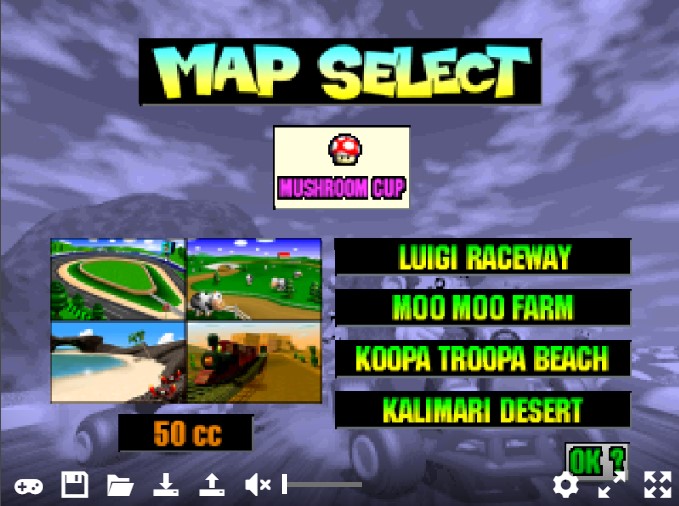 MAP SELECT
MUSHROOM CUP
LUIGI RACEWAY
MOO MOO FARM
KOOPA TROOPA BEACH
KALIMARI DESERT
50 cc
OK ?